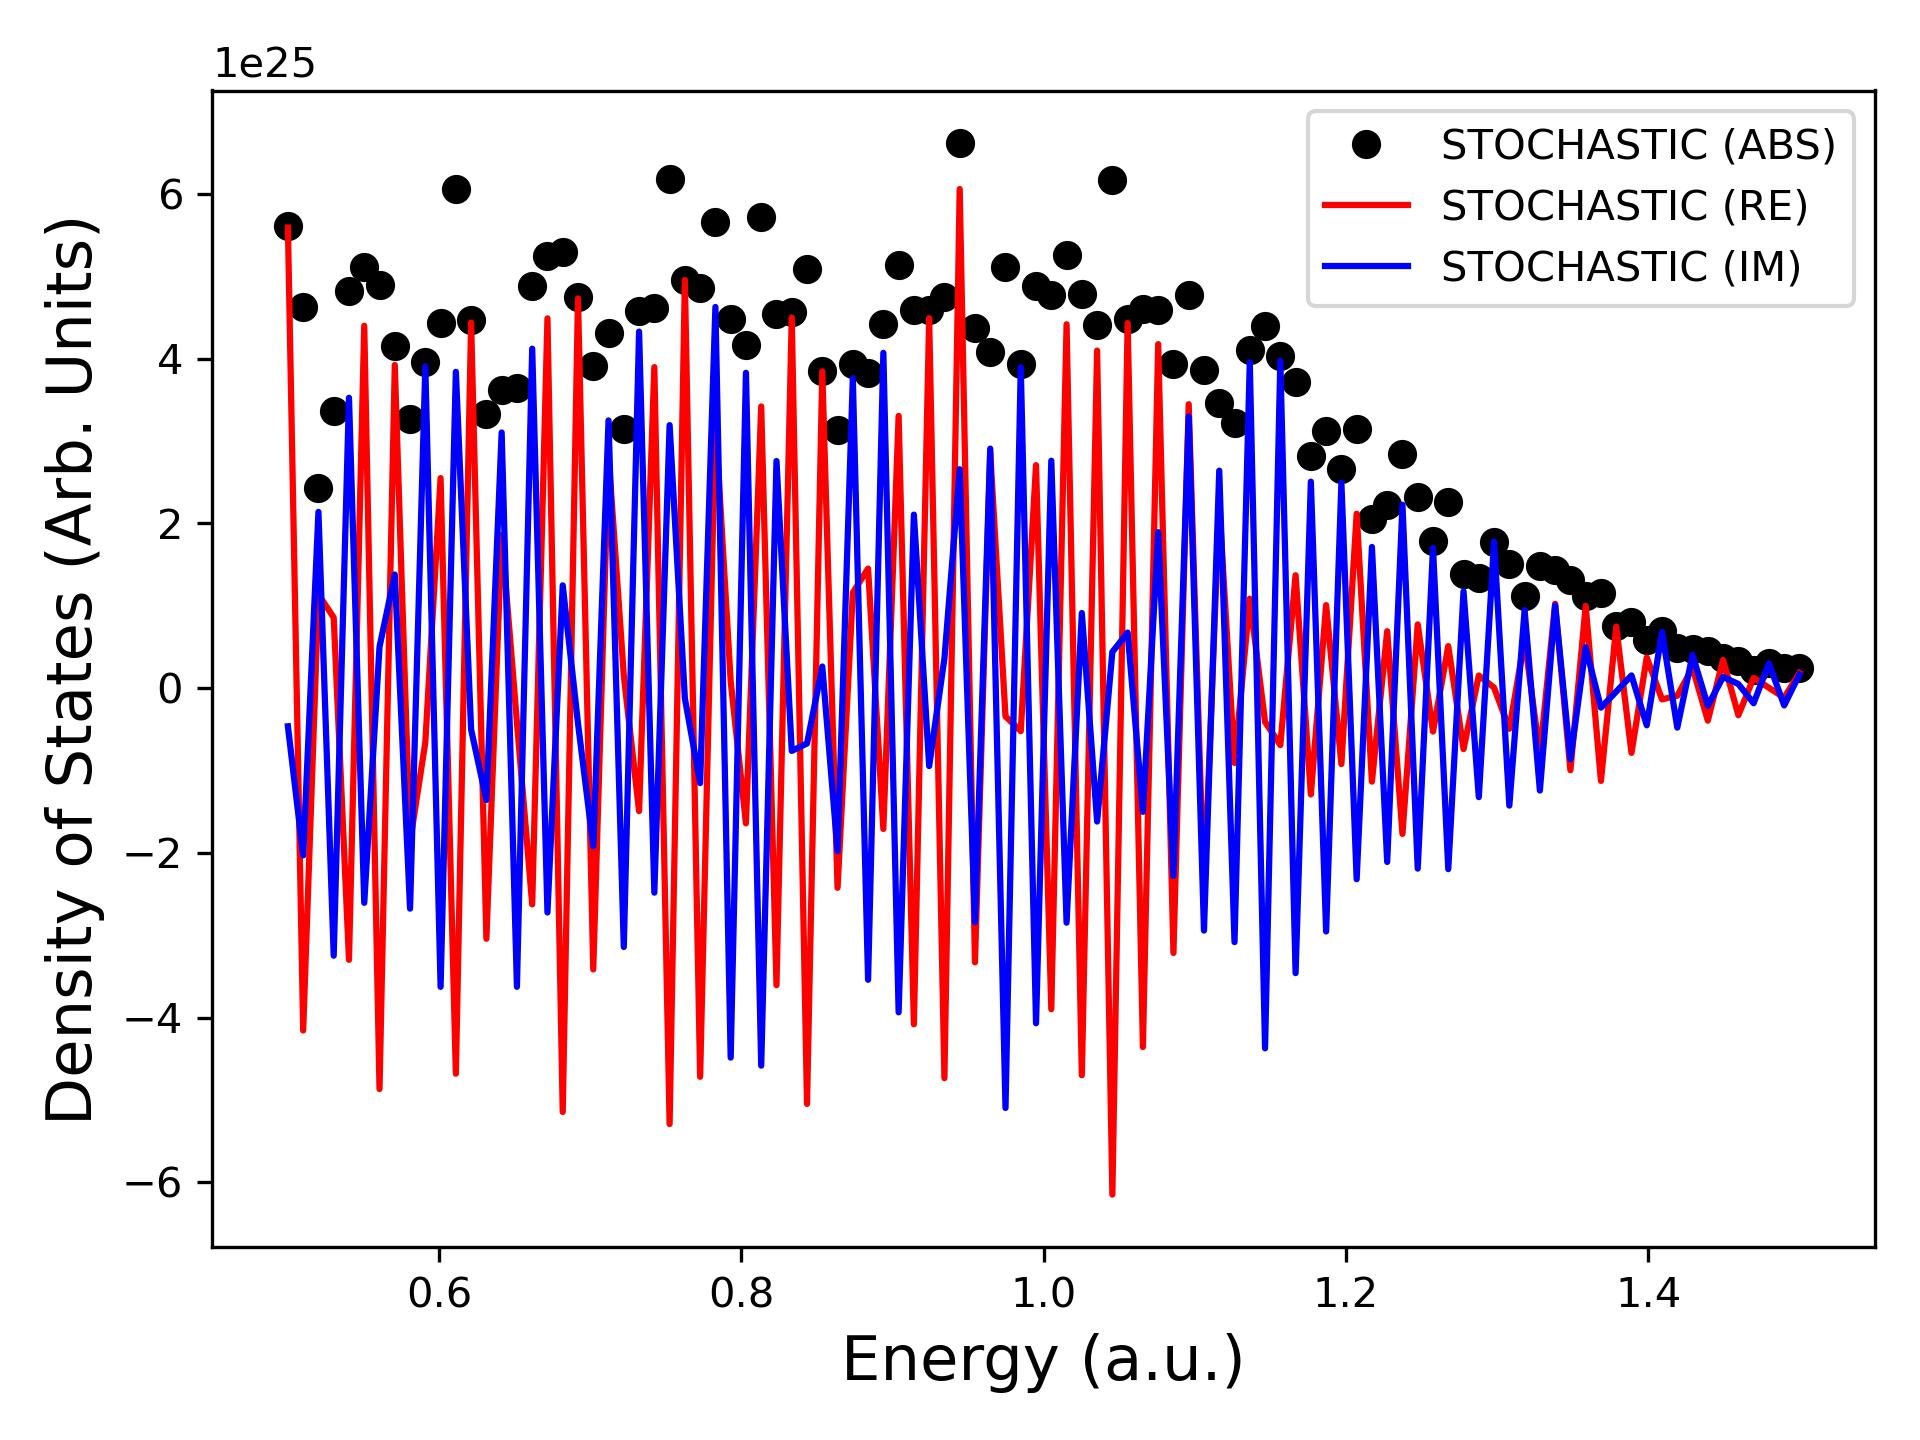 1e25
STOCHASTIC (ABS)
STOCHASTIC (RE)
STOCHASTIC (IM)
Density of States (Arb. Units)
6
4
2
0
−2
−4
−6
0.6 0.8 1.0 1.2 1.4
Energy (a.u.)